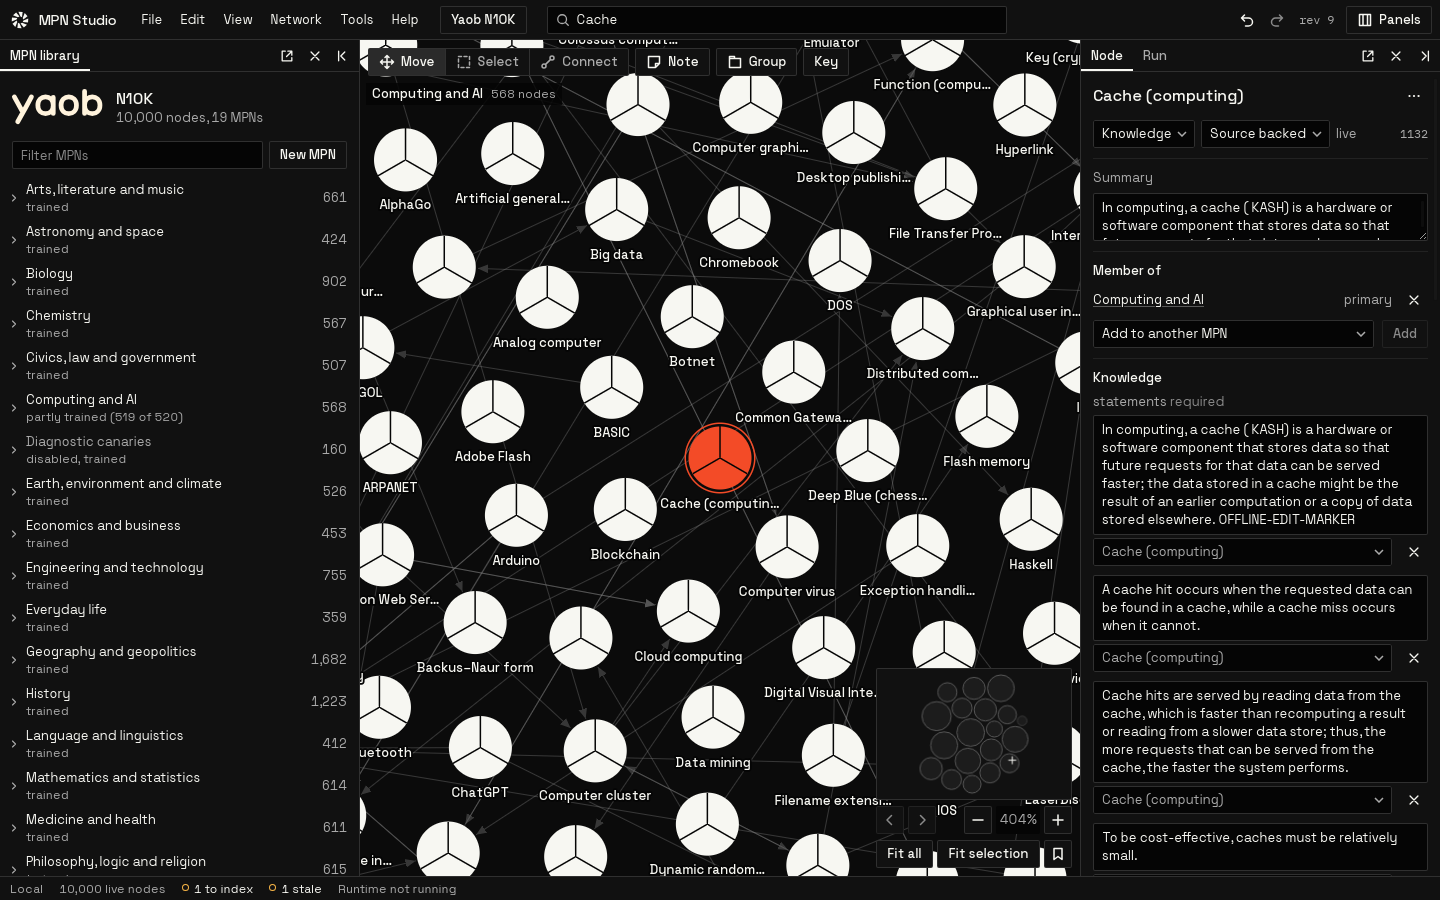 MPN Studio File Edit View Network Tools Help Yaob N10K Cache rev 9 Panels
MPN library
yaob
N10K
10,000 nodes, 19 MPNs
Filter MPNs New MPN
Arts, literature and music 661
trained
Astronomy and space 424
trained
Biology 902
trained
Chemistry 567
trained
Civics, law and government 507
trained
Computing and AI 568
partly trained (519 of 520)
Diagnostic canaries 160
disabled, trained
Earth, environment and climate 526
trained
Economics and business 453
trained
Engineering and technology 755
trained
Everyday life 359
trained
Geography and geopolitics 1,682
trained
History 1,223
trained
Language and linguistics 412
trained
Mathematics and statistics 614
trained
Medicine and health 611
trained
Philosophy, logic and religion 615
Move Select Connect Note Group Key
Computing and AI 568 nodes
Emulator
Key (cryp
Function (compu...
Computer graphi...
Hyperlink
Desktop publishi...
AlphaGo
Artificial general...
File Transfer Pro...
Inter
Big data
Chromebook
ur...
DOS
Graphical user in...
Analog computer
Botnet
Distributed com...
GOL
Common Gatewa...
BASIC
Adobe Flash
Flash memory
ARPANET
Cache (computin...
Deep Blue (chess...
Arduino
Blockchain
Haskell
on Web Ser...
Computer virus
Exception handli...
Cloud computing
Backus–Naur form
Digital Visual Inte...
uetooth
Data mining
ChatGPT
Computer cluster
Filename extensi...
IOS
LaserDisc
e in...
Dynamic random...
404%
Fit all Fit selection
Node Run
Cache (computing)
Knowledge Source backed live 1132
Summary
In computing, a cache ( KASH) is a hardware or
software component that stores data so that
Member of
Computing and AI primary
Add to another MPN Add
Knowledge
statements required
In computing, a cache ( KASH) is a hardware or
software component that stores data so that
future requests for that data can be served
faster; the data stored in a cache might be the
result of an earlier computation or a copy of data
stored elsewhere. OFFLINE-EDIT-MARKER
Cache (computing)
A cache hit occurs when the requested data can
be found in a cache, while a cache miss occurs
when it cannot.
Cache (computing)
Cache hits are served by reading data from the
cache, which is faster than recomputing a result
or reading from a slower data store; thus, the
more requests that can be served from the
cache, the faster the system performs.
Cache (computing)
To be cost-effective, caches must be relatively
small.
Local 10,000 live nodes 1 to index 1 stale Runtime not running